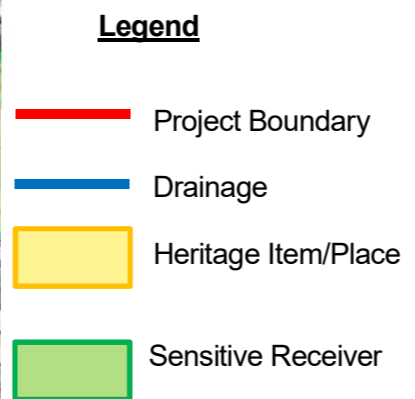 Legend
Project Boundary
Drainage
Heritage Item/Place
Sensitive Receiver